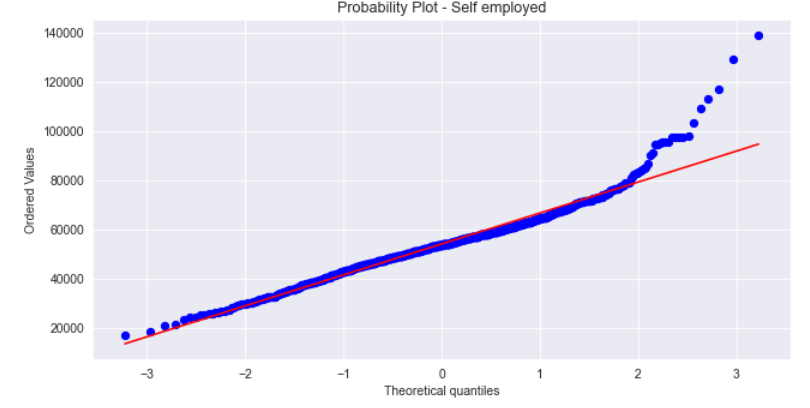 Probability Plot - Self employed
140000
120000
100000
80000
60000
40000
20000
Ordered Values
−3 −2 −1 0 1 2 3
Theoretical quantiles